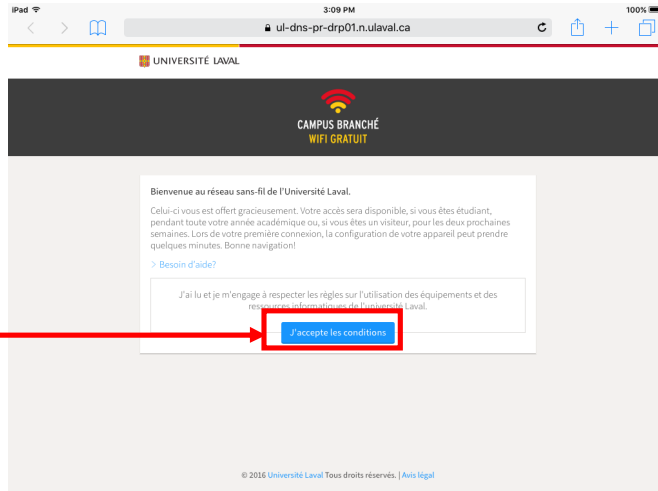 iPad 3:09 PM 100%
ul-dns-pr-drp01.n.ulaval.ca
UNIVERSITÉ LAVAL
CAMPUS BRANCHÉ
WIFI GRATUIT
Bienvenue au réseau sans-fil de l'Université Laval.
Celui-ci vous est offert gracieusement. Votre accès sera disponible, si vous êtes étudiant,
pendant toute votre année académique ou, si vous êtes un visiteur, pour les deux prochaines
semaines. Lors de votre première connexion, la configuration de votre appareil peut prendre
quelques minutes. Bonne navigation!
> Besoin d'aide?
J'ai lu et je m'engage à respecter les règles sur l'utilisation des équipements et des
ressources informatiques de l'université Laval.
J'accepte les conditions
© 2016 Université Laval Tous droits réservés. | Avis légal